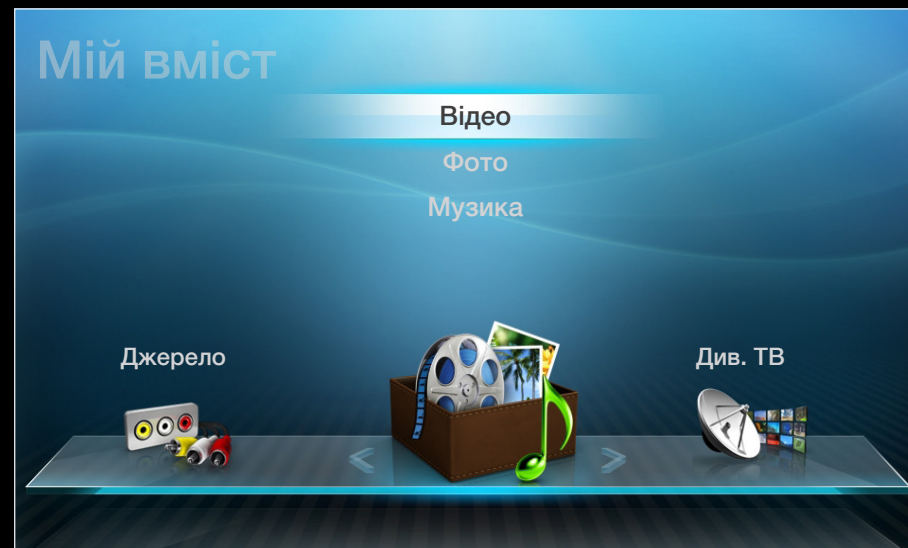 Мій вміст
Відео
Фото
Музика
Джерело
Див. ТВ